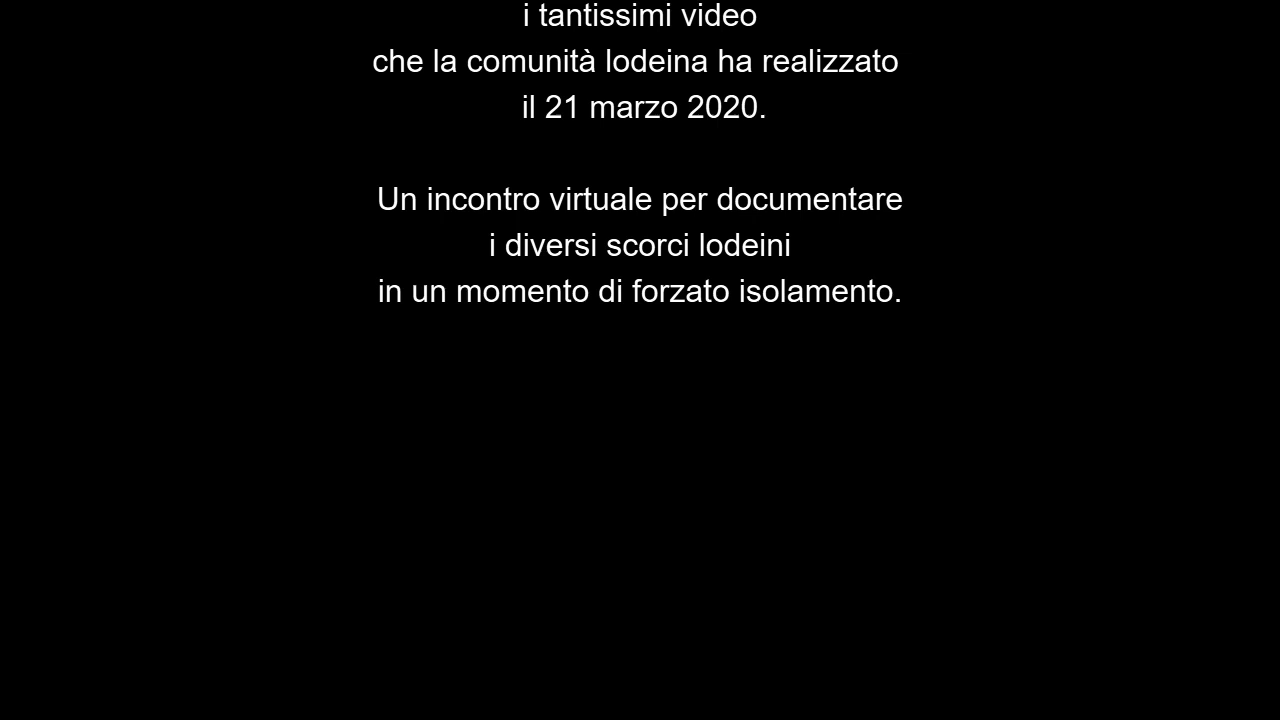 i tantissimi video
che la comunità lodeina ha realizzato
il 21 marzo 2020.
Un incontro virtuale per documentare
i diversi scorci lodeini
in un momento di forzato isolamento.